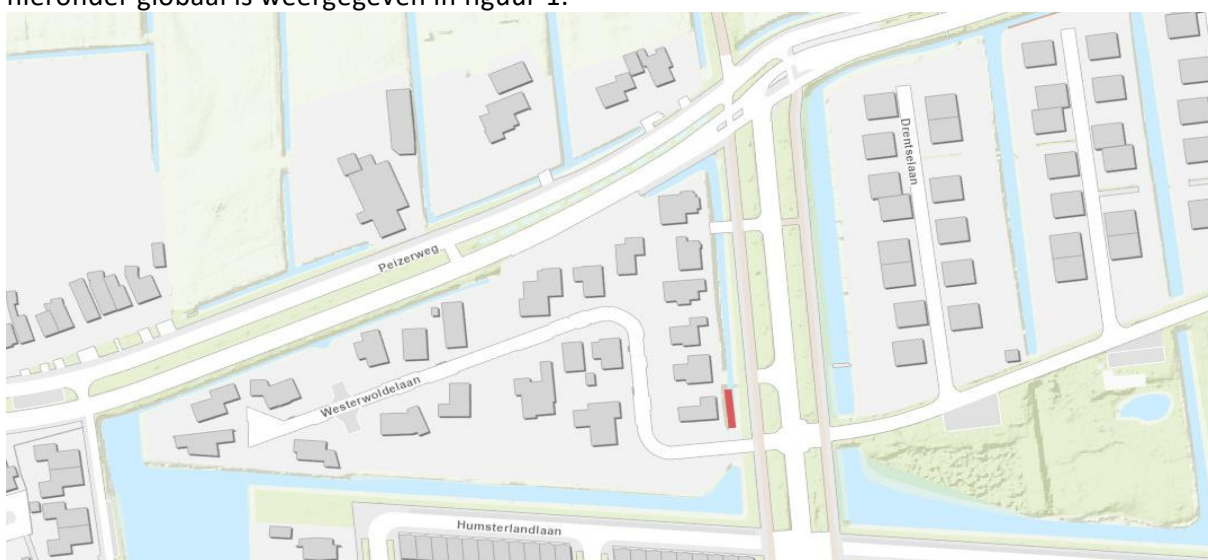 hieronder globaal is weergegeven in figuur 1.
Drentselaan
Peizerweg
Westerwoldelaan
Humsterlandlaan